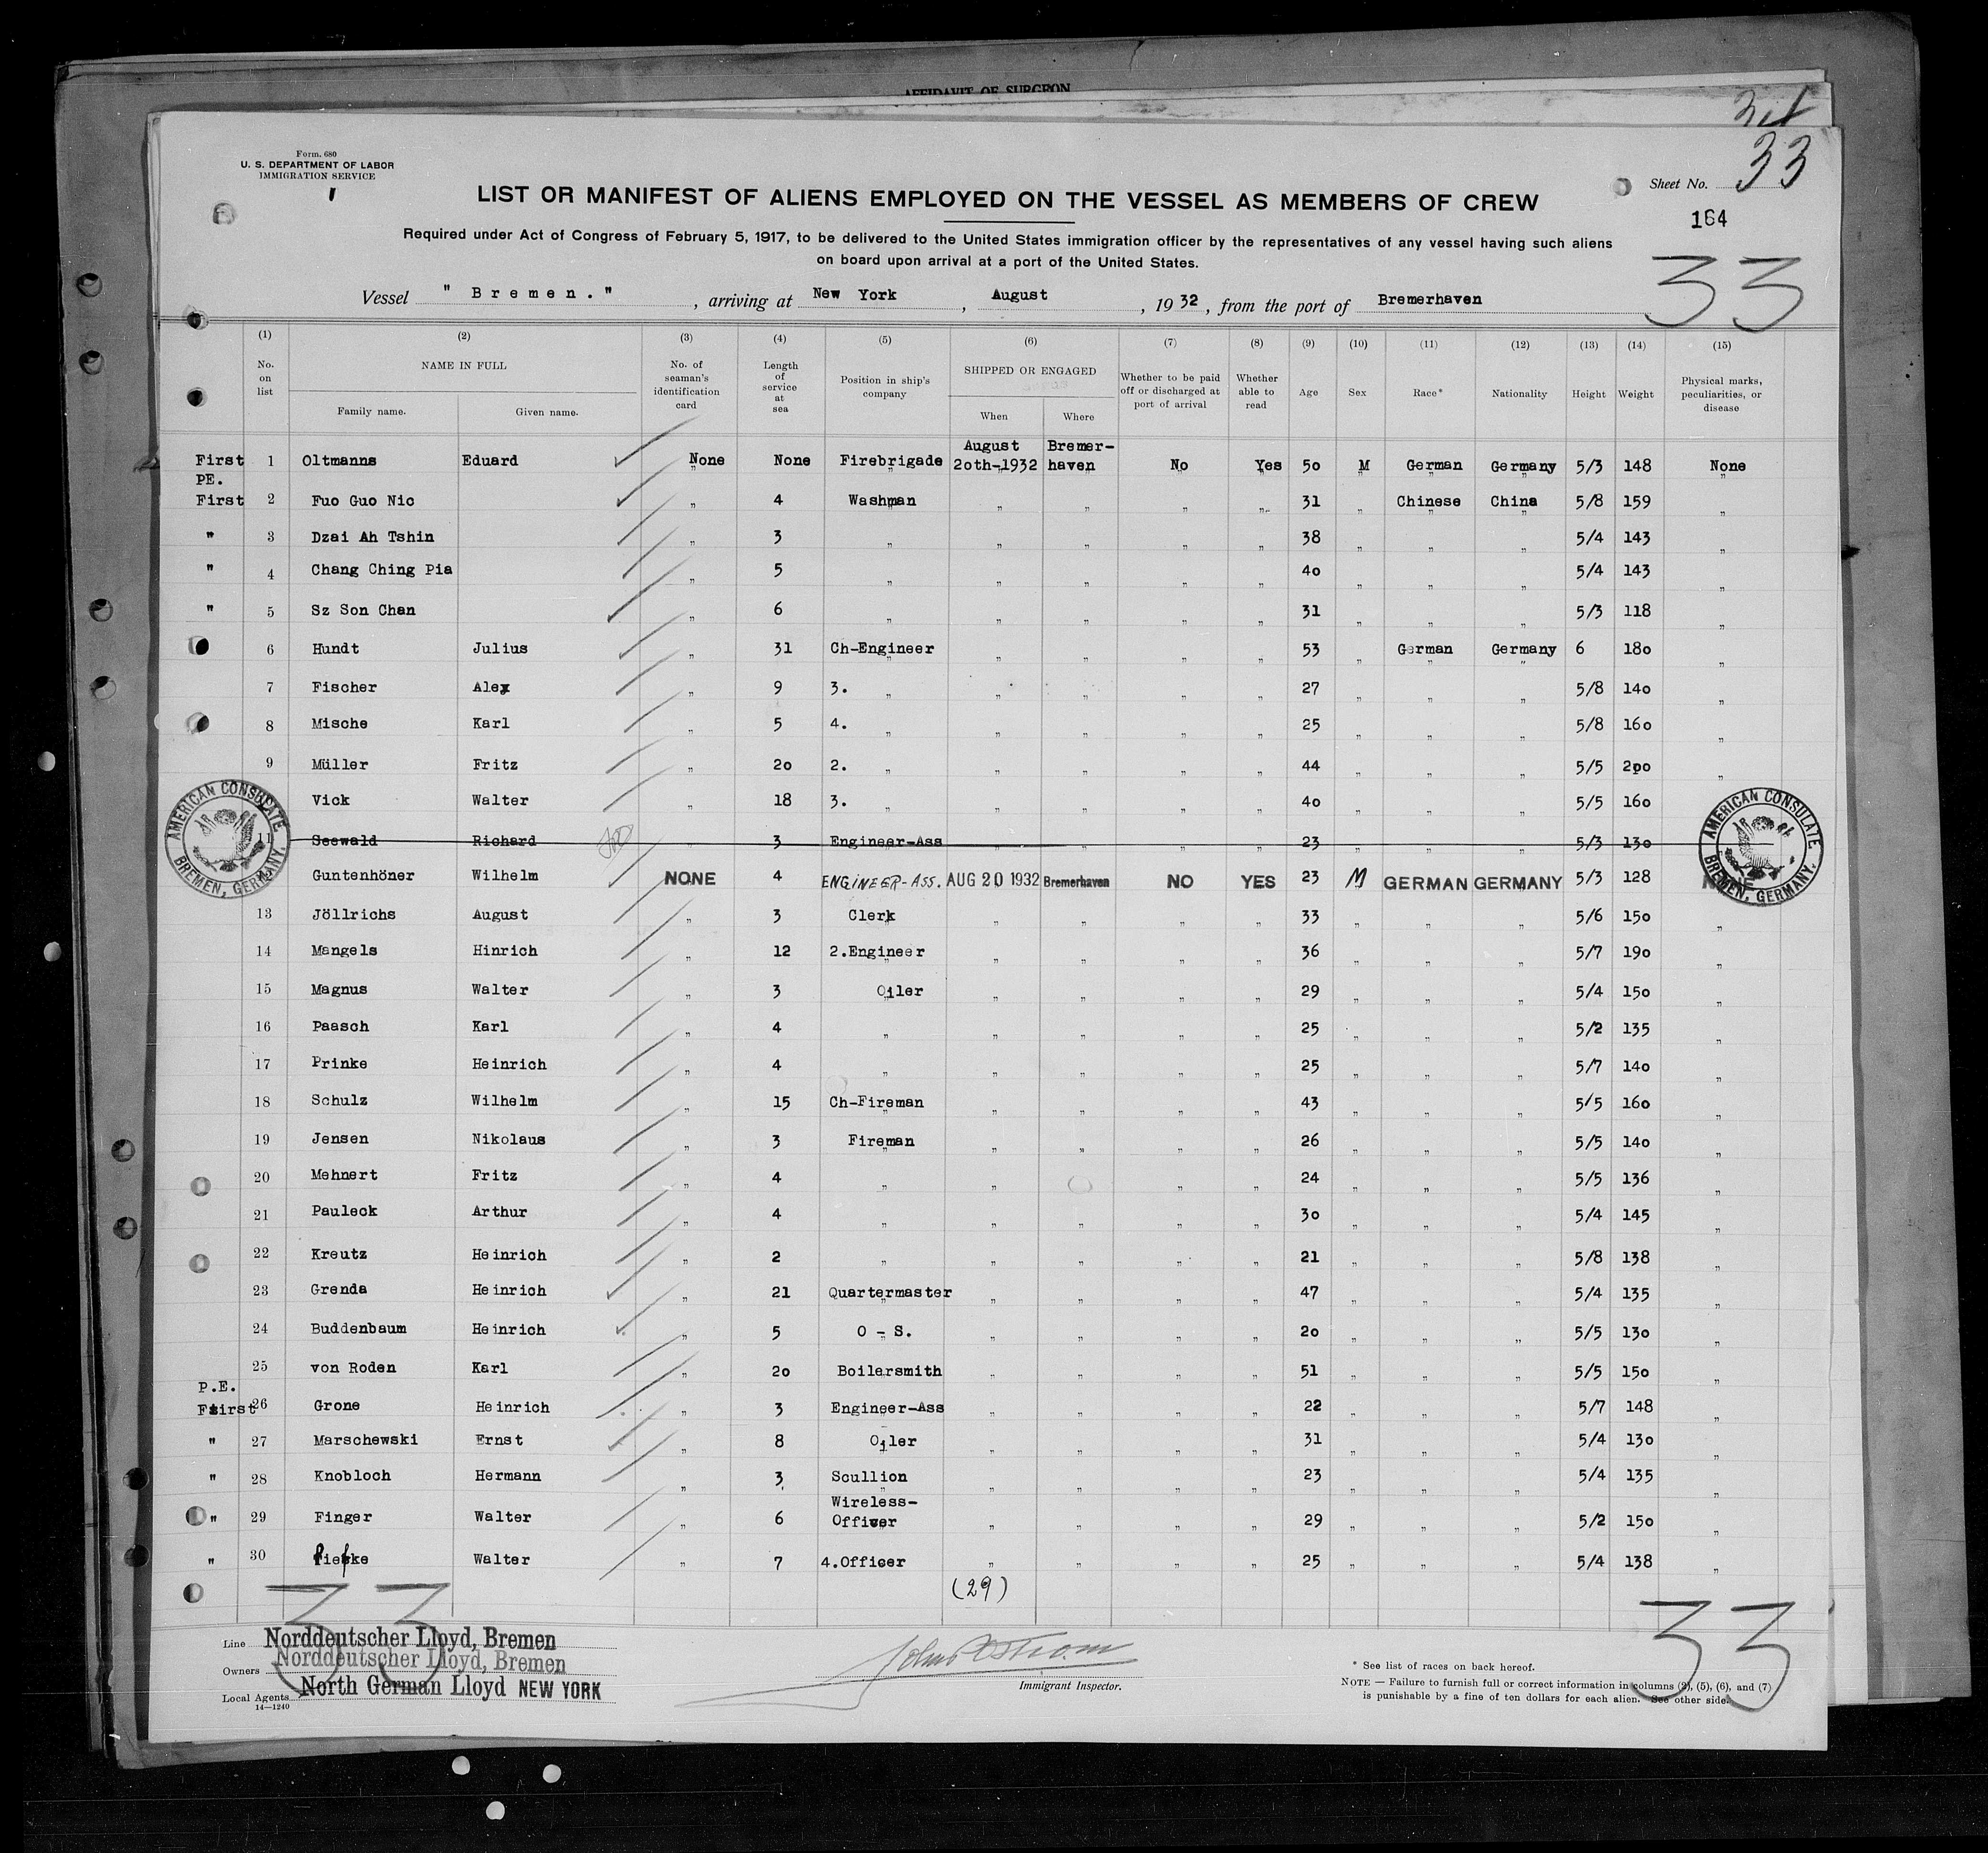 AFFIDAVIT OF SURGEON
Form. 680
U. S. DEPARTMENT OF LABOR
IMMIGRATION SERVICE
Sheet No. 33
164
33
LIST OR MANIFEST OF ALIENS EMPLOYED ON THE VESSEL AS MEMBERS OF CREW
Required under Act of Congress of February 5, 1917, to be delivered to the United States immigration officer by the representatives of any vessel having such aliens
on board upon arrival at a port of the United States.
Vessel " Bremen. " , arriving at New York , August , 19 32 , from the port of Bremerhaven
(1) (2) (3) (4) (5) (6) (7) (8) (9) (10) (11) (12) (13) (14) (15)
No. on list NAME IN FULL Family name. Given name. No. of seaman's identification card Length of service at sea Position in ship's company SHIPPED OR ENGAGED When Where Whether to be paid off or discharged at port of arrival Whether able to read Age Sex Race* Nationality Height Weight Physical marks, peculiarities, or disease
First 1 Oltmanns Eduard None None Firebrigade August 20th-1932 Bremer-haven No Yes 50 M German Germany 5/3 148 None
PE.
First 2 Fuo Guo Nic " 4 Washman " " " " 31 " Chinese China 5/8 159 "
" 3 Dzai Ah Tshin " 3 " " " " " 38 " " " 5/4 143 "
" 4 Chang Ching Pia " 5 " " " " " 40 " " " 5/4 143 "
" 5 Sz Son Chan " 6 " " " " " 31 " " " 5/3 118 "
6 Hundt Julius " 31 Ch-Engineer " " " " 53 " German Germany 6 180 "
7 Fischer Alex " 9 3. " " " " " 27 " " " 5/8 140 "
8 Mische Karl " 5 4. " " " " " 25 " " " 5/8 160 "
9 Müller Fritz " 20 2. " " " " " 44 " " " 5/5 200 "
Vick Walter " 18 3. " " " " " 40 " " " 5/5 160 "
11 Seewald Richard " 3 Engineer-Ass " " " " 23 " " " 5/3 130 "
Guntenhöner Wilhelm NONE 4 ENGINEER-ASS. AUG 20 1932 Bremerhaven NO YES 23 M GERMAN GERMANY 5/3 128 NONE
AMERICAN CONSULATE BREMEN, GERMANY.
AMERICAN CONSULATE BREMEN, GERMANY.
13 Jöllrichs August " 3 Clerk " " " " 33 " " " 5/6 150 "
14 Mangels Hinrich " 12 2.Engineer " " " " 36 " " " 5/7 190 "
15 Magnus Walter " 3 Oiler " " " " 29 " " " 5/4 150 "
16 Paasch Karl " 4 " " " " " 25 " " " 5/2 135 "
17 Prinke Heinrich " 4 " " " " " 25 " " " 5/7 140 "
18 Schulz Wilhelm " 15 Ch-Fireman " " " " 43 " " " 5/5 160 "
19 Jensen Nikolaus " 3 Fireman " " " " 26 " " " 5/5 140 "
20 Mehnert Fritz " 4 " " " " 24 " " " 5/5 136 "
21 Pauleck Arthur " 4 " " " " " 30 " " " 5/4 145 "
22 Kreutz Heinrich " 2 " " " " " 21 " " " 5/8 138 "
23 Grenda Heinrich " 21 Quartermaster " " " " 47 " " " 5/4 135 "
24 Buddenbaum Heinrich " 5 O - S. " " " " 20 " " " 5/5 130 "
25 von Roden Karl " 20 Boilersmith " " " " 51 " " " 5/5 150 "
P.E.
First 26 Grone Heinrich " 3 Engineer-Ass " " " " 22 " " " 5/7 148 "
" 27 Marschewski Ernst " 8 Oiler " " " " 31 " " " 5/4 130 "
" 28 Knobloch Hermann " 3 Scullion " " " " 23 " " " 5/4 135 "
" 29 Finger Walter " 6 Wireless-Officer " " " " 29 " " " 5/2 150 "
" 30 Walter " 7 4.Officer " " " " 25 " " " 5/4 138 "
(29)
33
33
Line Norddeutscher Lloyd, Bremen
Owners Norddeutscher Lloyd, Bremen
Local Agents North German Lloyd NEW YORK
14—1240
Immigrant Inspector.
* See list of races on back hereof.
NOTE — Failure to furnish full or correct information in columns (2), (5), (6), and (7)
is punishable by a fine of ten dollars for each alien. See other side.